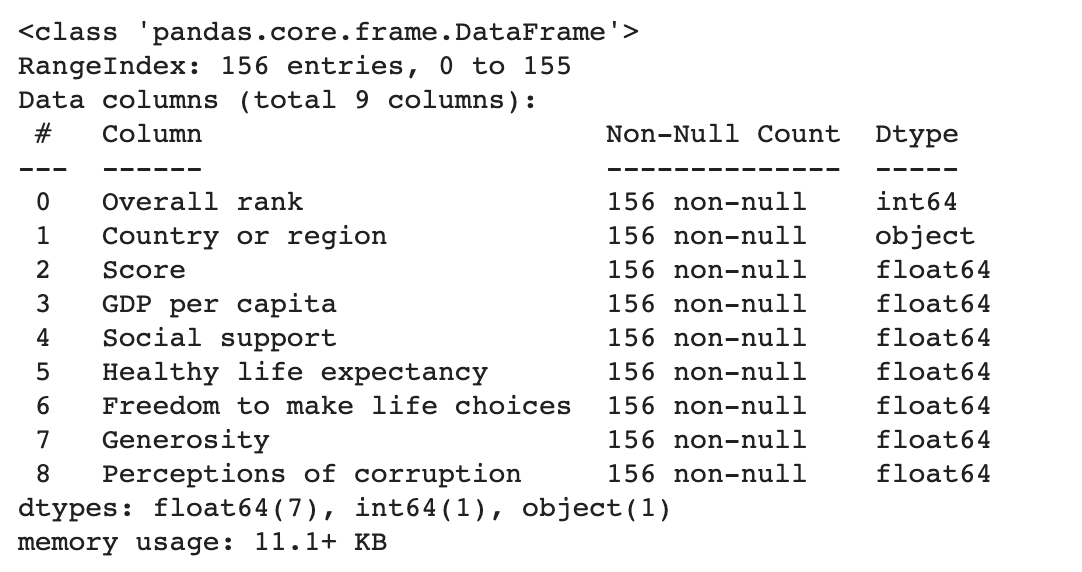 <class 'pandas.core.frame.DataFrame'>
RangeIndex: 156 entries, 0 to 155
Data columns (total 9 columns):
 #   Column                        Non-Null Count  Dtype
---  ------                        --------------  -----
 0   Overall rank                  156 non-null    int64
 1   Country or region             156 non-null    object
 2   Score                         156 non-null    float64
 3   GDP per capita                156 non-null    float64
 4   Social support                156 non-null    float64
 5   Healthy life expectancy       156 non-null    float64
 6   Freedom to make life choices  156 non-null    float64
 7   Generosity                    156 non-null    float64
 8   Perceptions of corruption     156 non-null    float64
dtypes: float64(7), int64(1), object(1)
memory usage: 11.1+ KB